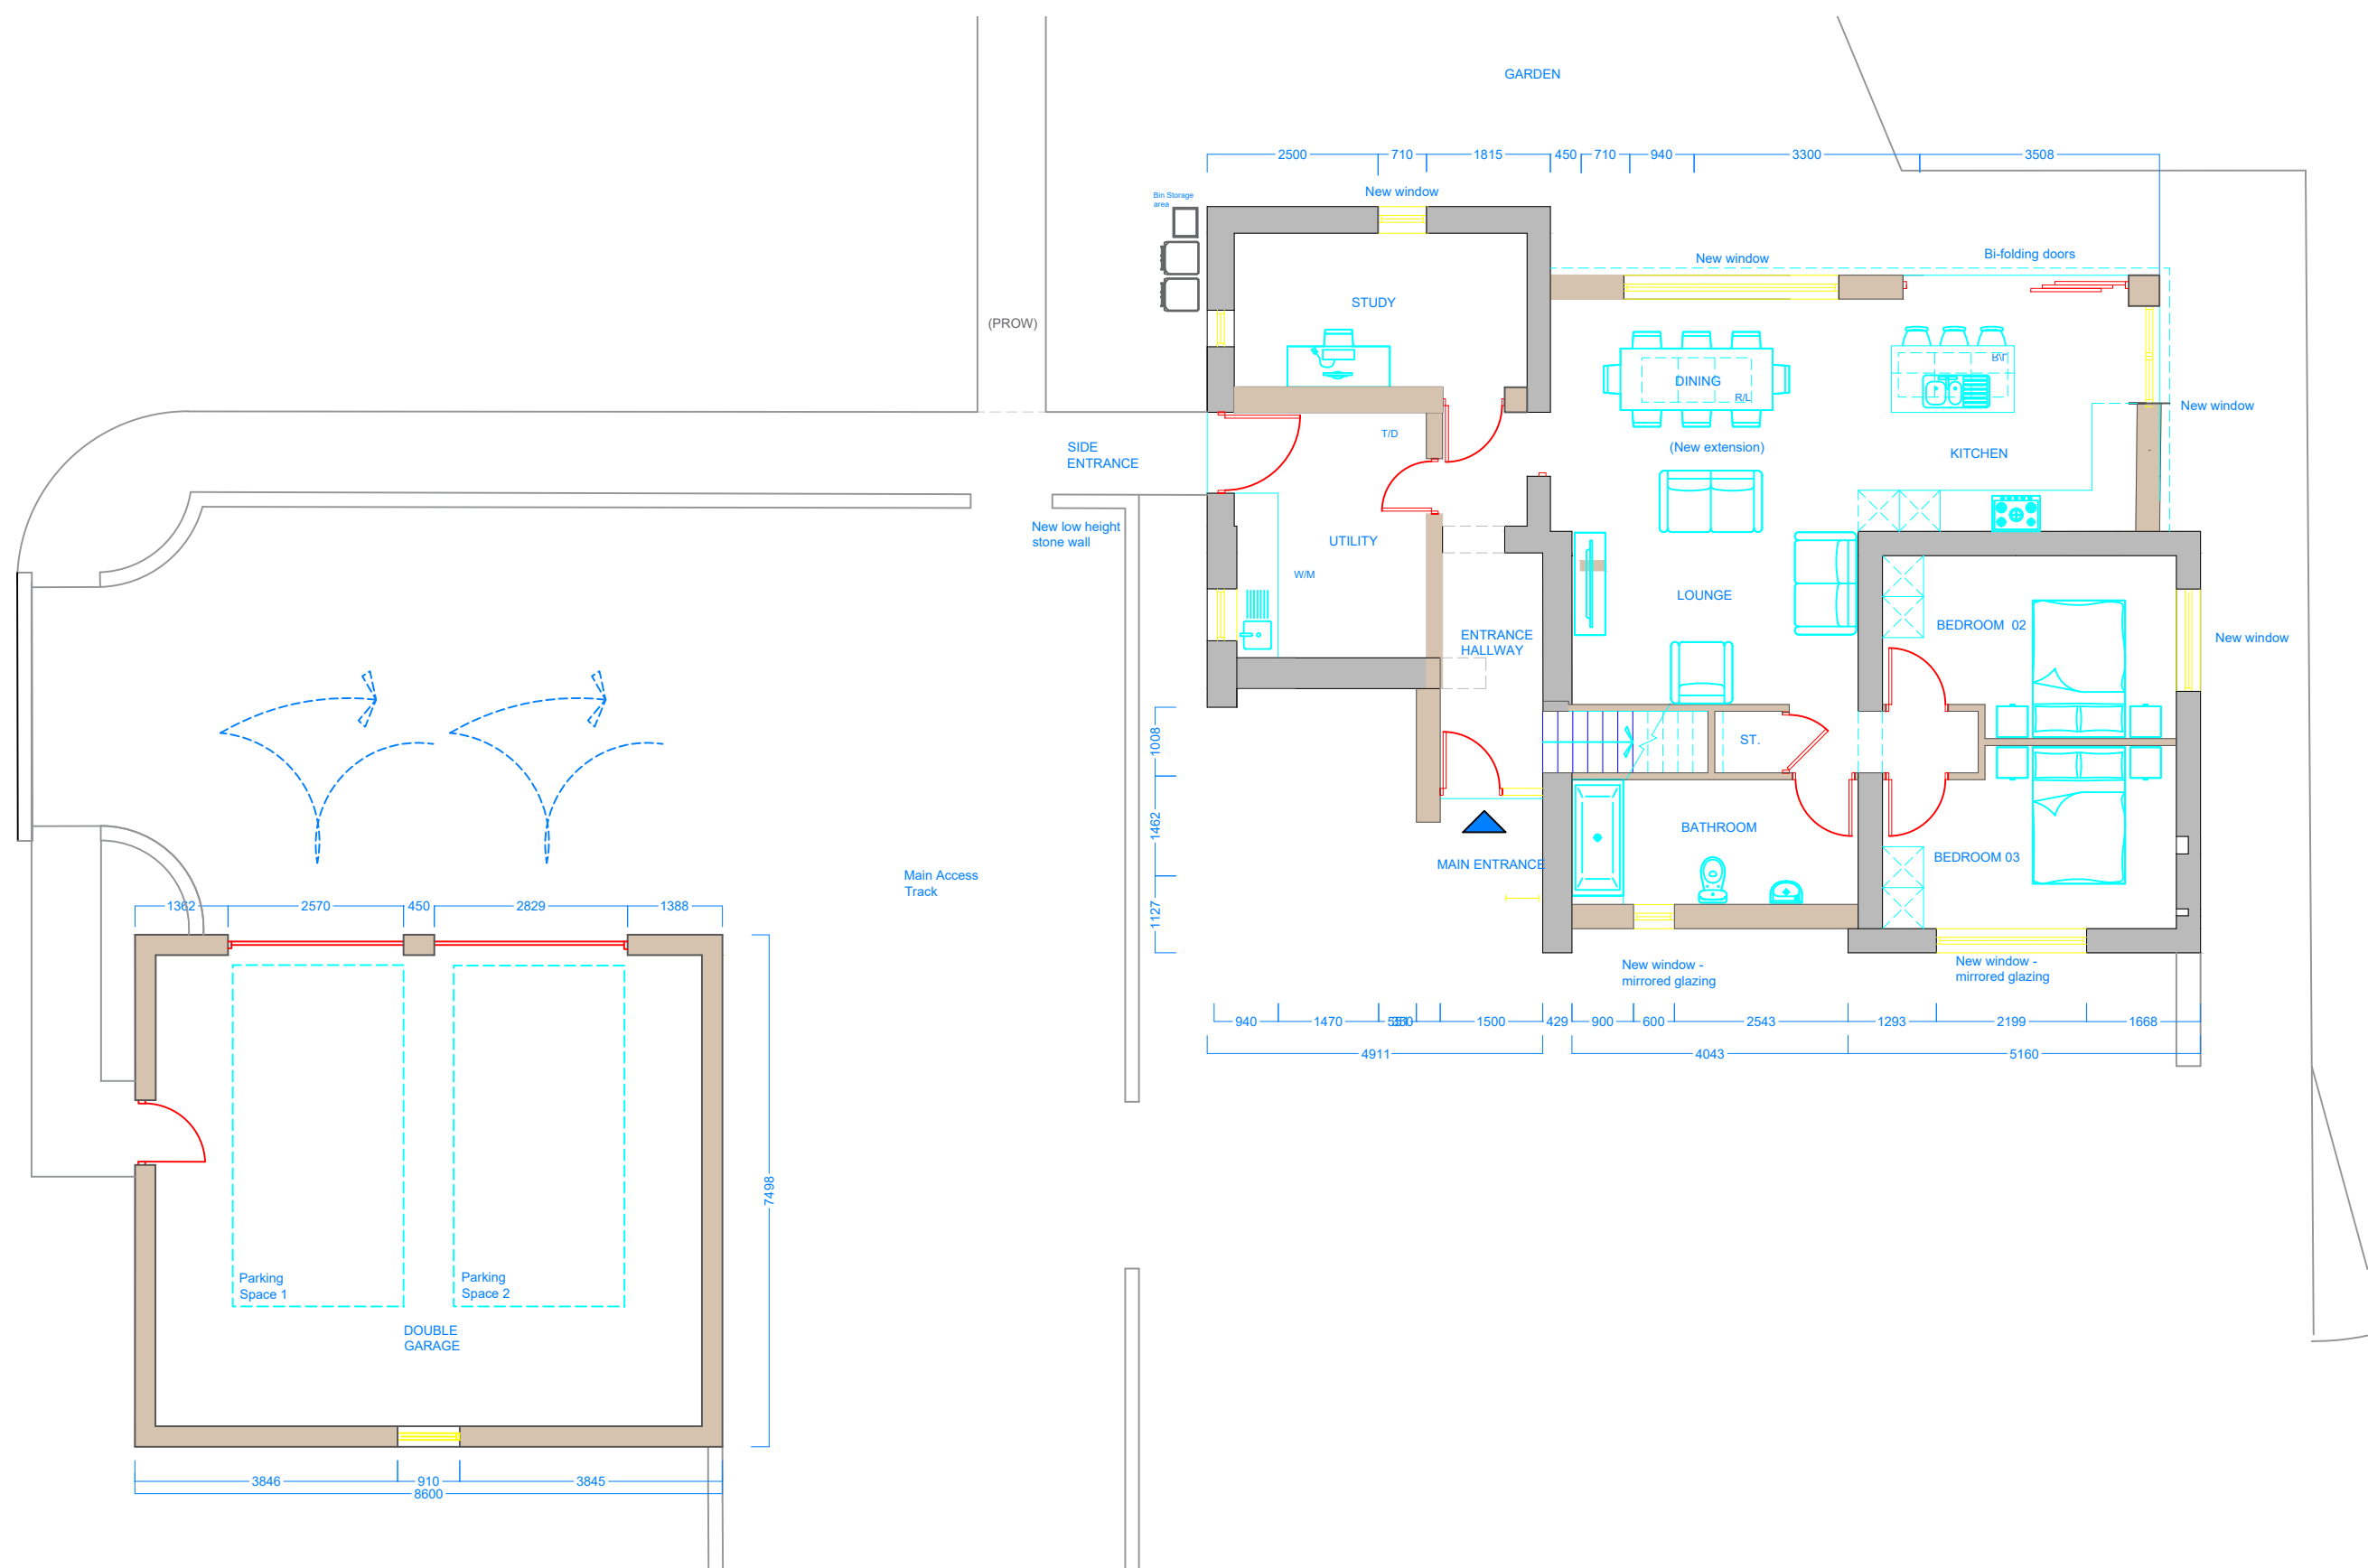 GARDEN
2500
710
1815
450
710
940
3300
3508
Bin Storage
area
New window
New window
Bi-folding doors
STUDY
(PROW)
R/L
DINING
R/L
New window
T/D
SIDE
ENTRANCE
(New extension)
KITCHEN
New low height
stone wall
UTILITY
W/M
LOUNGE
ENTRANCE
HALLWAY
BEDROOM 02
New window
1008
ST.
1462
BATHROOM
MAIN ENTRANCE
BEDROOM 03
Main Access
Track
1127
1362
2570
450
2829
1388
New window -
mirrored glazing
New window -
mirrored glazing
940
1470
1500
429
900
600
2543
1293
2199
1668
4911
4043
5160
7498
Parking
Space 1
Parking
Space 2
DOUBLE
GARAGE
3846
910
3845
8600